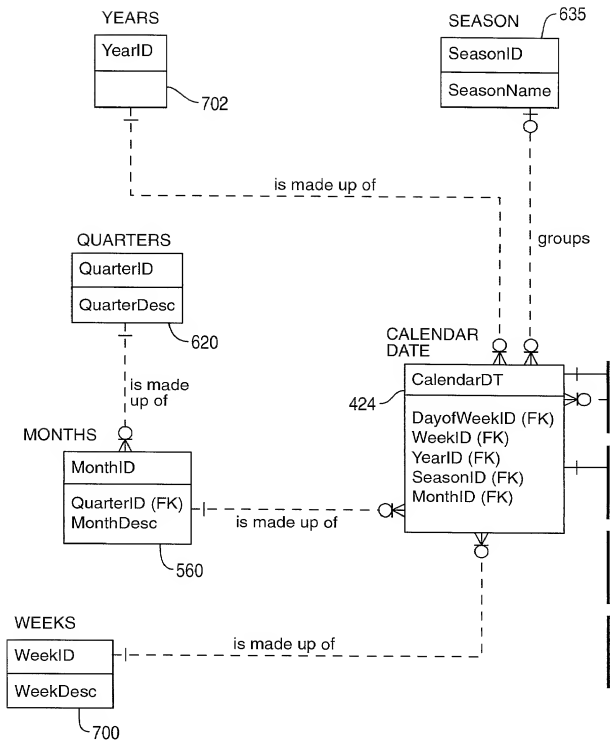 YEARS
YearID
702
SEASON
635
SeasonID
SeasonName
is made up of
groups
QUARTERS
QuarterID
QuarterDesc
620
is made
up of
CALENDAR
DATE
CalendarDT
424
DayofWeekID (FK)
WeekID (FK)
YearID (FK)
SeasonID (FK)
MonthID (FK)
MONTHS
MonthID
QuarterID (FK)
MonthDesc
560
is made up of
WEEKS
WeekID
WeekDesc
700
is made up of